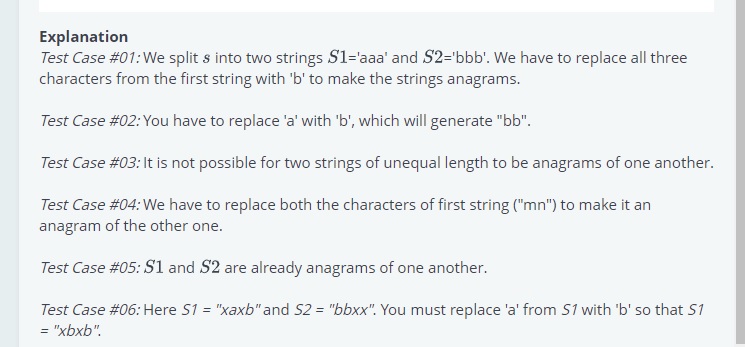 Explanation
Test Case #01: We split s into two strings S1='aaa' and S2='bbb'. We have to replace all three
characters from the first string with 'b' to make the strings anagrams.
Test Case #02: You have to replace 'a' with 'b', which will generate "bb".
Test Case #03: It is not possible for two strings of unequal length to be anagrams of one another.
Test Case #04: We have to replace both the characters of first string ("mn") to make it an
anagram of the other one.
Test Case #05: S1 and S2 are already anagrams of one another.
Test Case #06: Here S1 = "xaxb" and S2 = "bbxx". You must replace 'a' from S1 with 'b' so that S1
= "xbxb".